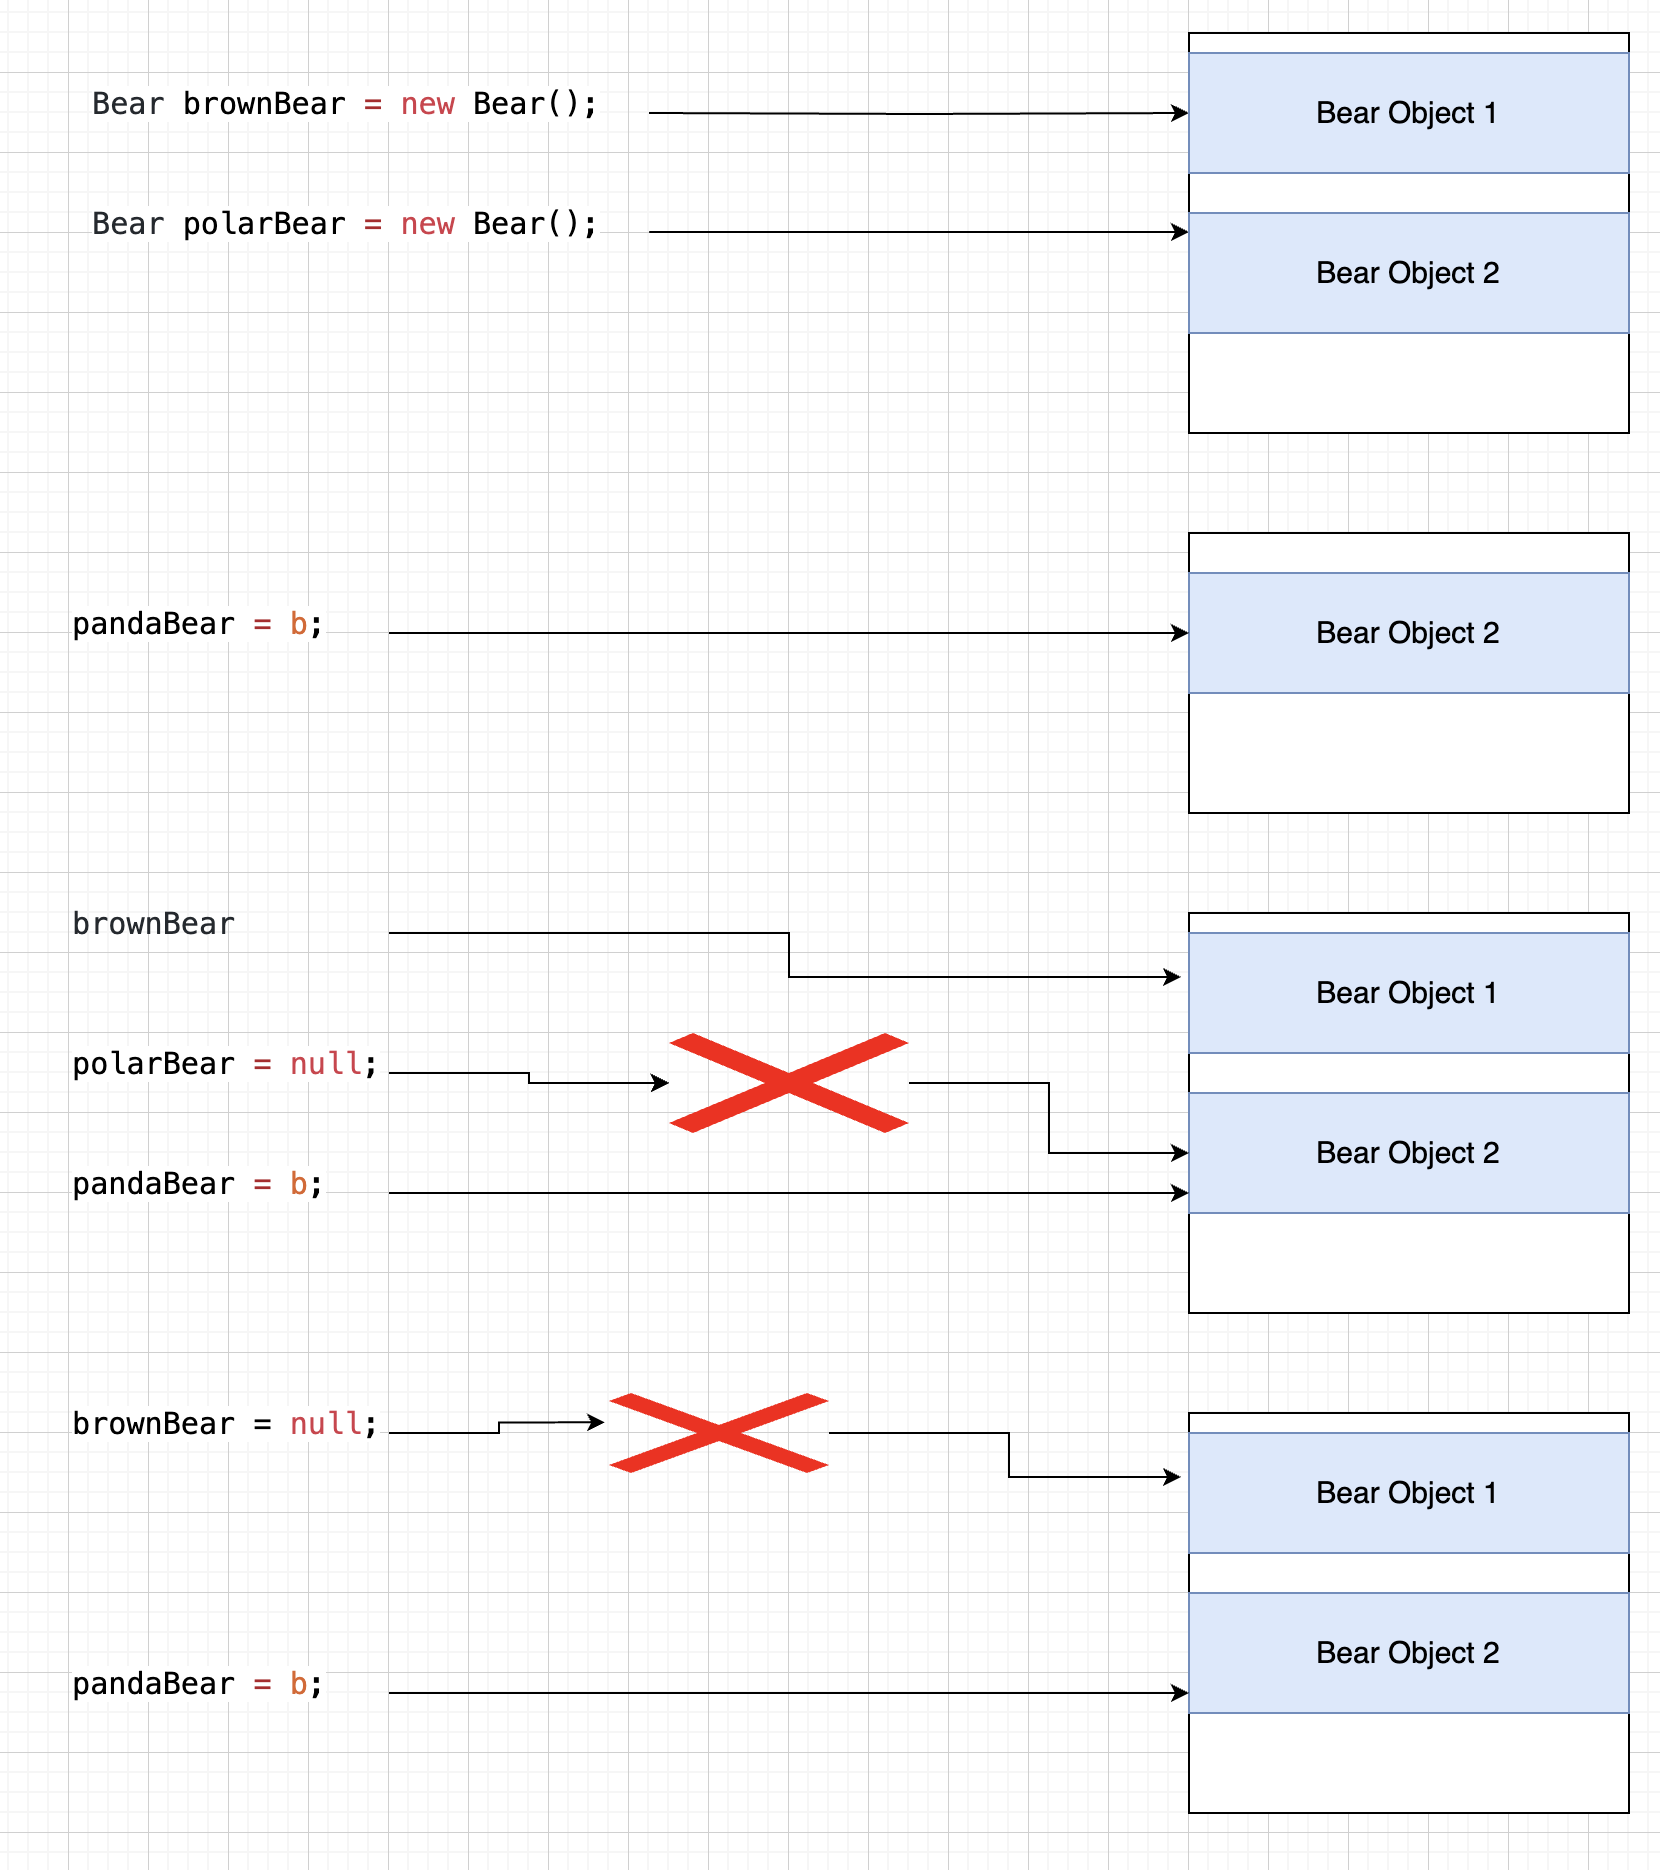 Bear brownBear = new Bear();
Bear Object 1
Bear polarBear = new Bear();
Bear Object 2
pandaBear = b;
Bear Object 2
brownBear
Bear Object 1
polarBear = null;
Bear Object 2
pandaBear = b;
brownBear = null;
Bear Object 1
Bear Object 2
pandaBear = b;